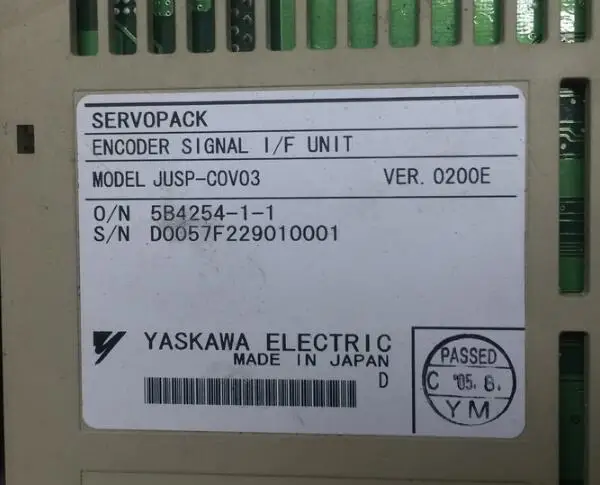 SERVOPACK
ENCODER SIGNAL I/F UNIT
MODEL JUSP-COV03 VER. 0200E
O/N 5B4254-1-1
S/N D0057F229010001
YASKAWA ELECTRIC
MADE IN JAPAN
D
PASSED
C '05. 8.
YM